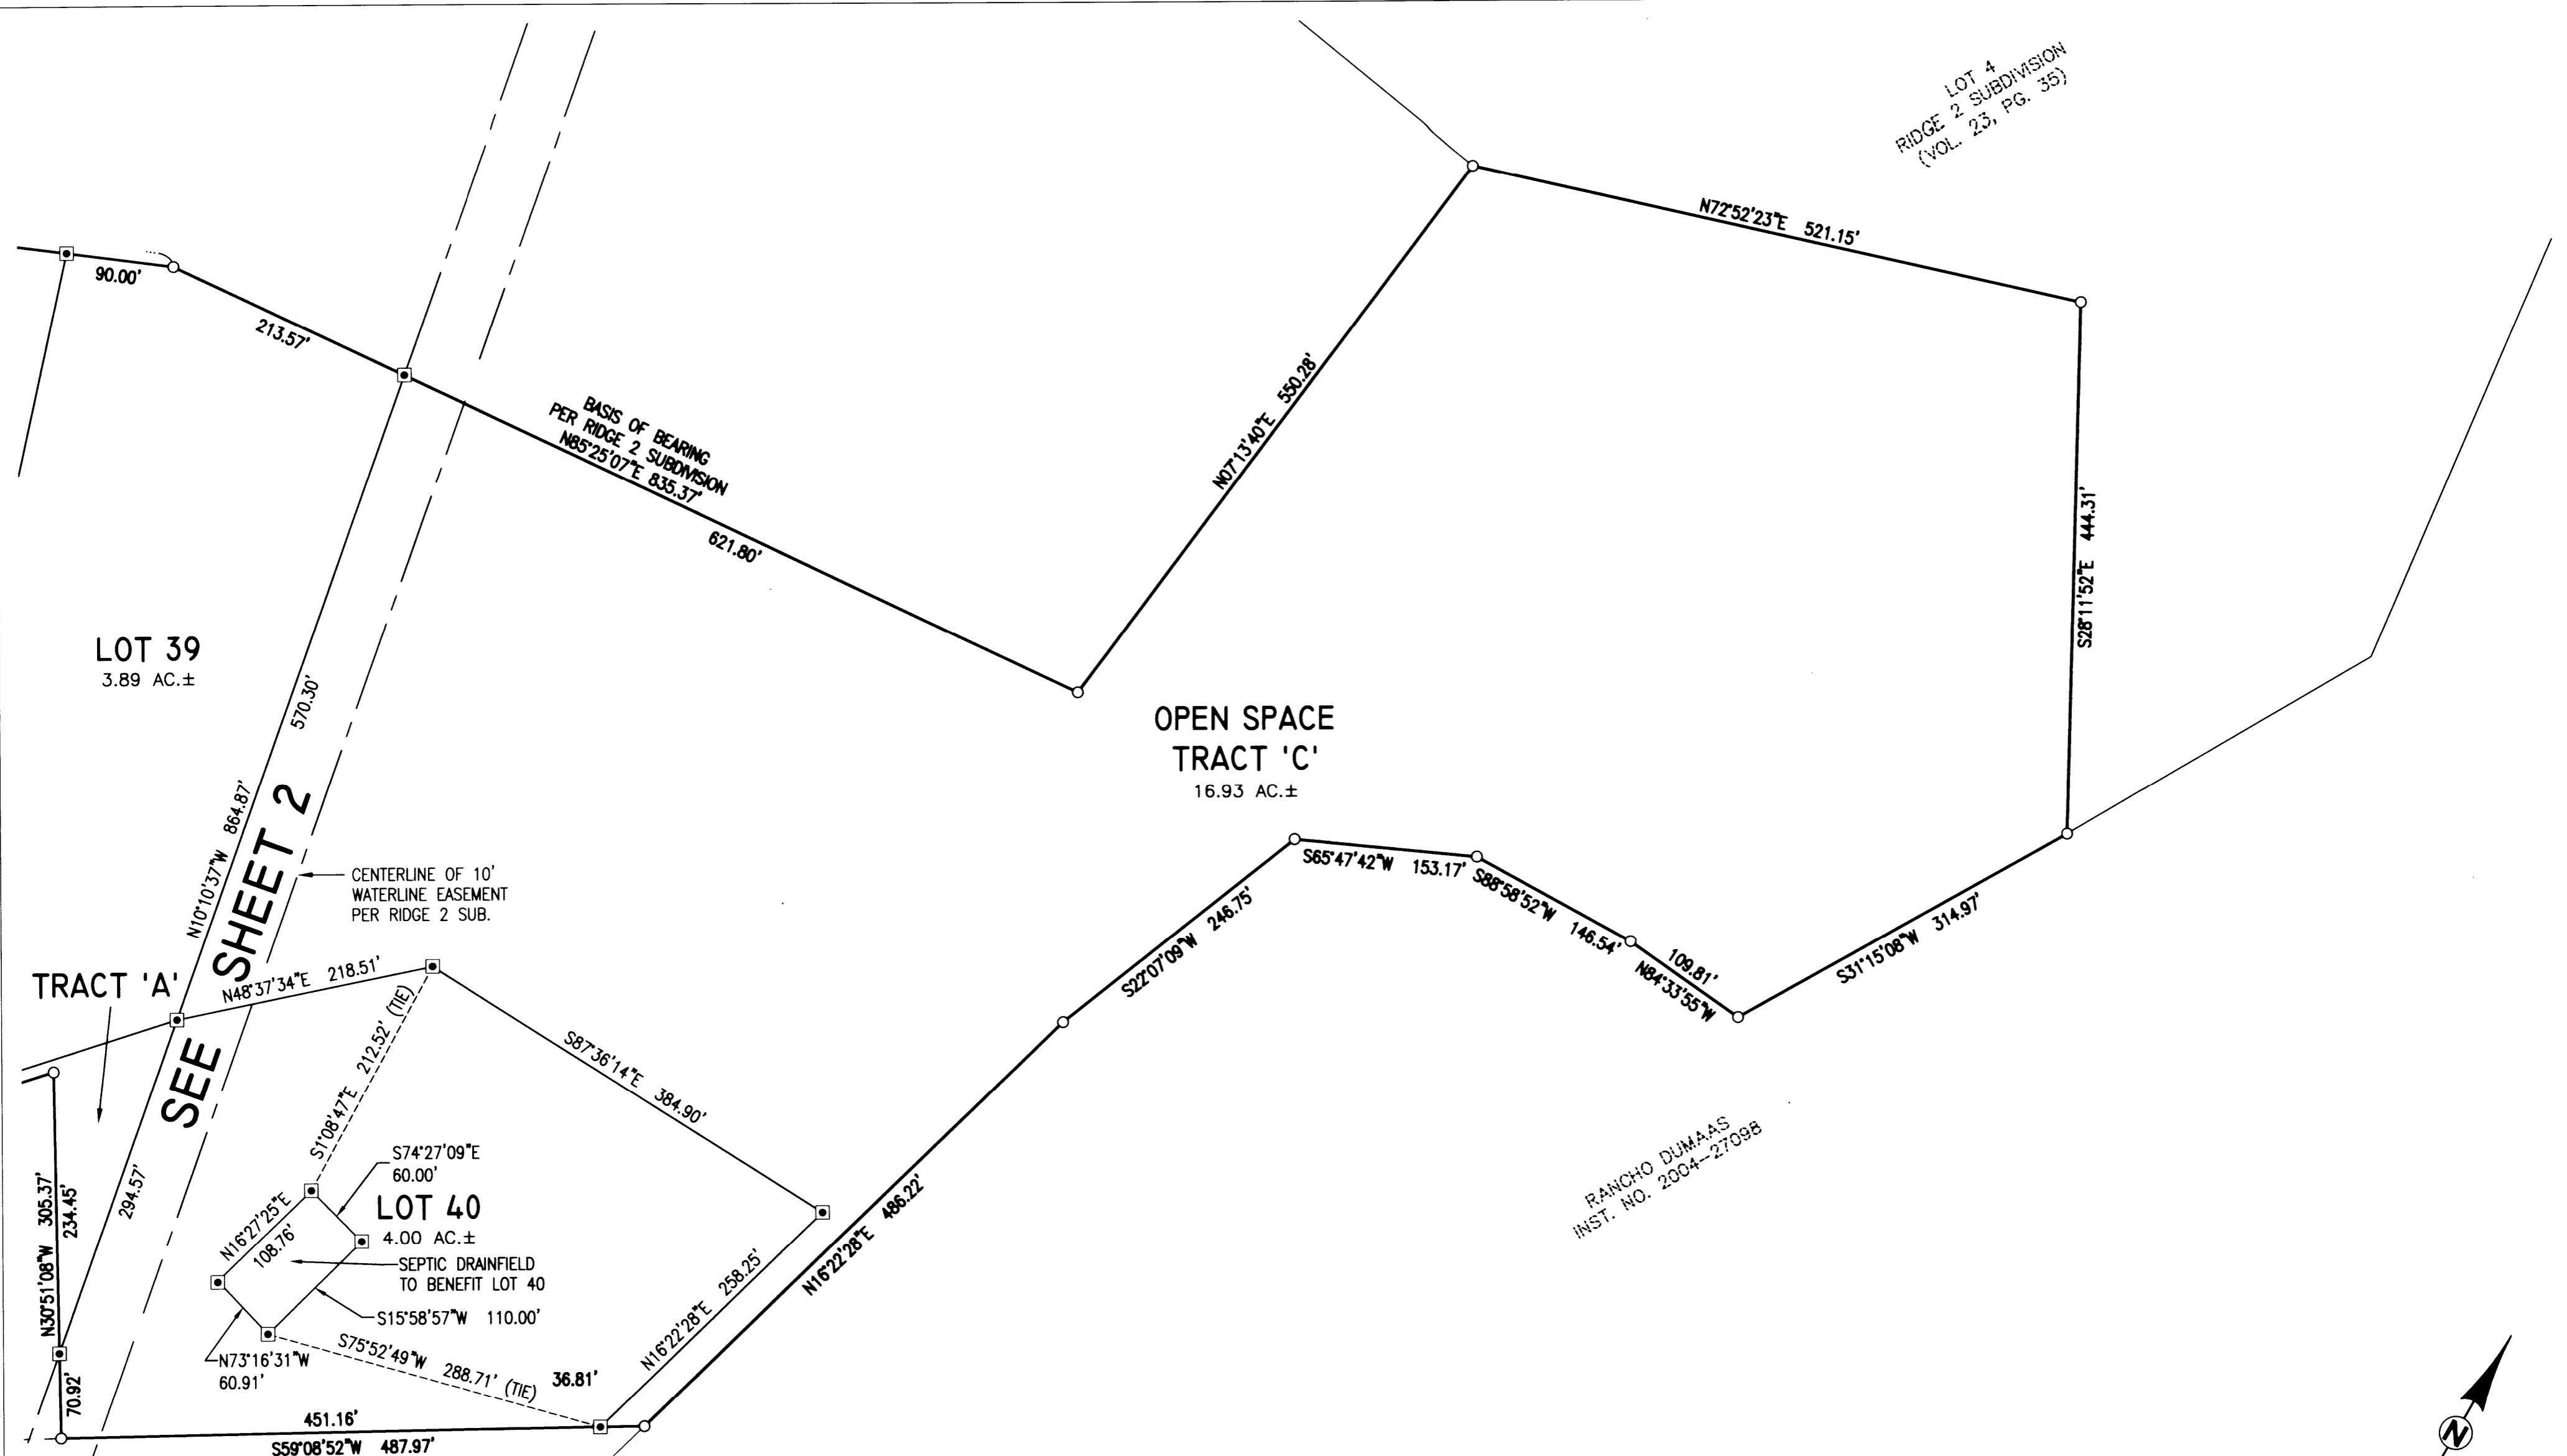 LOT 4
RIDGE 2 SUBDIVISION
(VOL. 23, PG. 35)
N72°52'23"E 521.15'
90.00'
213.57'
BASIS OF BEARING
PER RIDGE 2 SUBDIVISION
N85°25'07"E 835.37'
621.80'
N07°13'40"E 550.28'
S28°11'52"E 444.31'
LOT 39
3.89 AC.±
570.30'
N10°10'37"W 864.87'
SEE SHEET 2
OPEN SPACE
TRACT 'C'
16.93 AC.±
CENTERLINE OF 10'
WATERLINE EASEMENT
PER RIDGE 2 SUB.
S65°47'42"W 153.17'
S88°58'52"W 146.54'
109.81'
N84°33'55"W
S31°15'08"W 314.97'
S22°07'09"W 246.75'
TRACT 'A'
N48°37'34"E 218.51'
S1°08'47"E 212.52' (TIE)
S87°36'14"E 384.90'
294.57'
N30°51'08"W 305.37'
234.45'
70.92'
S74°27'09"E
60.00'
LOT 40
4.00 AC.±
N16°27'25"E
108.76'
SEPTIC DRAINFIELD
TO BENEFIT LOT 40
S15°58'57"W 110.00'
N73°16'31"W
60.91'
S75°52'49"W 288.71' (TIE)
36.81'
N16°22'28"E 258.25'
N16°22'28"E 486.22'
RANCHO DUMAAS
INST. NO. 2004-27098
451.16'
S59°08'52"W 487.97'
N